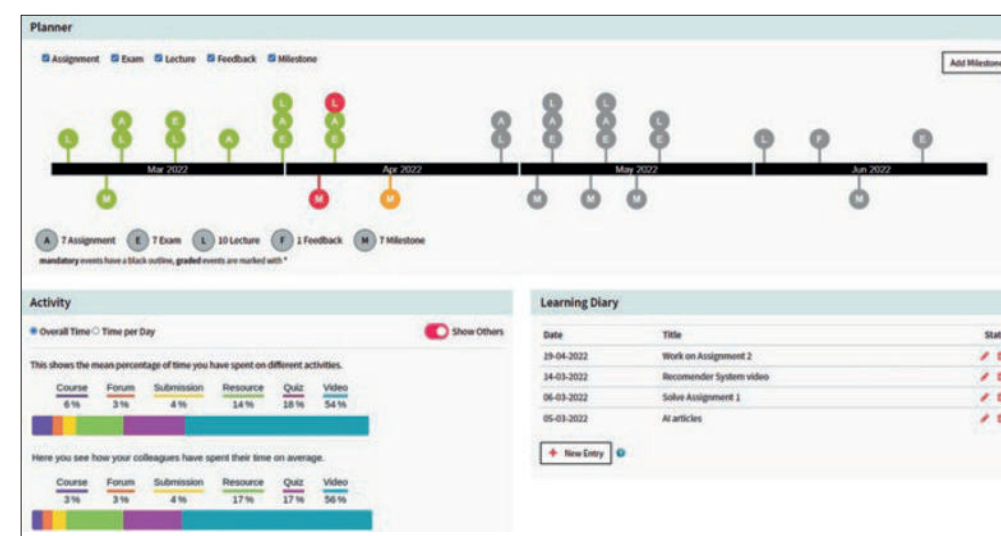 Planner
Assignment Exam Lecture Feedback Milestone
Add Milestone
L A L E L A L A E L A E A L L A E L A E L E L F E
Mar 2022 Apr 2022 May 2022 Jun 2022
M M M M M M M
A 7 Assignment E 7 Exam L 10 Lecture F 1 Feedback M 7 Milestone
mandatory events have a black outline, graded events are marked with *
Activity
Overall Time Time per Day Show Others
This shows the mean percentage of time you have spent on different activities.
Course Forum Submission Resource Quiz Video
6 % 3 % 4 % 14 % 18 % 54 %
Here you see how your colleagues have spent their time on average.
Course Forum Submission Resource Quiz Video
3 % 3 % 4 % 17 % 17 % 56 %
Learning Diary
Date Title Stat
19-04-2022 Work on Assignment 2
14-03-2022 Recomender System video
06-03-2022 Solve Assignment 1
05-03-2022 AI articles
+ New Entry